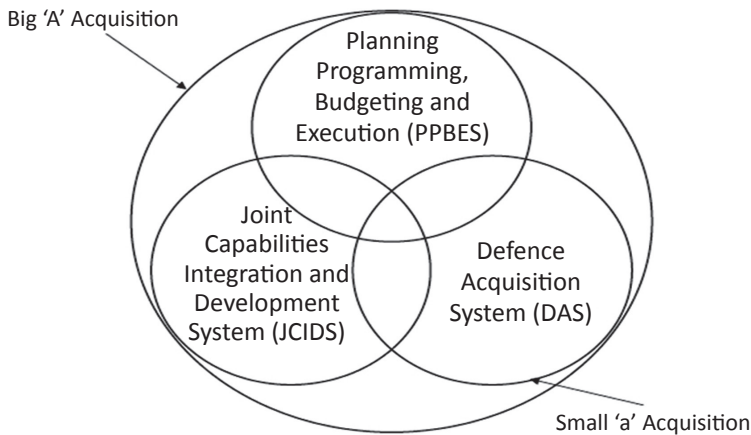 Big ‘A’ Acquisition
Planning
Programming,
Budgeting and
Execution (PPBES)
Joint
Capabilities
Integration and
Development
System (JCIDS)
Defence
Acquisition
System (DAS)
Small ‘a’ Acquisition